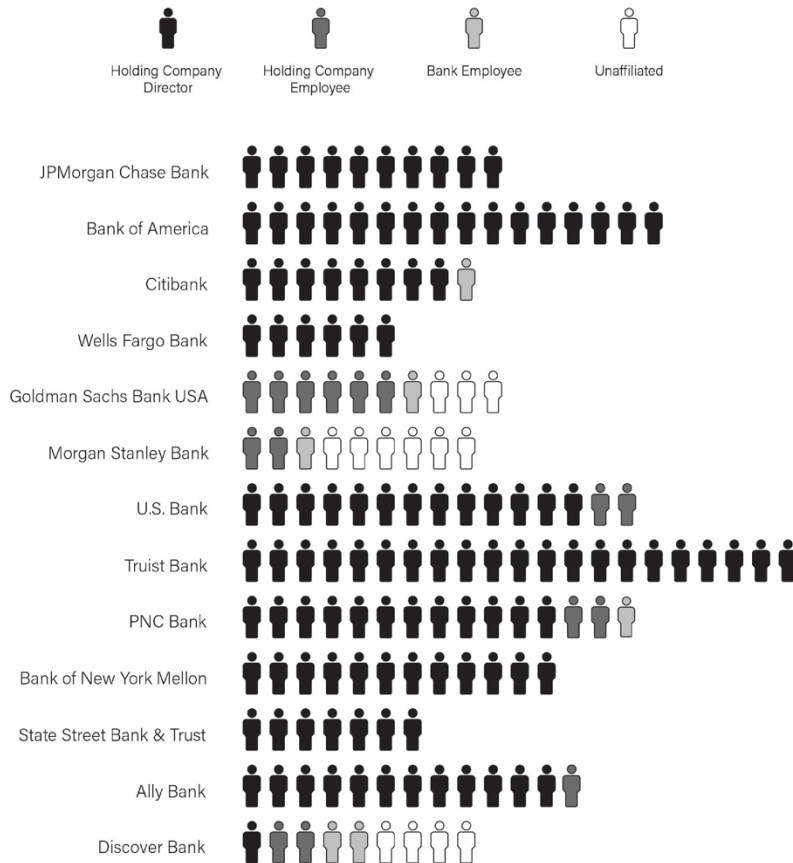 Holding Company
Director
Holding Company
Employee
Bank Employee
Unaffiliated
JPMorgan Chase Bank
Bank of America
Citibank
Wells Fargo Bank
Goldman Sachs Bank USA
Morgan Stanley Bank
U.S. Bank
Truist Bank
PNC Bank
Bank of New York Mellon
State Street Bank & Trust
Ally Bank
Discover Bank